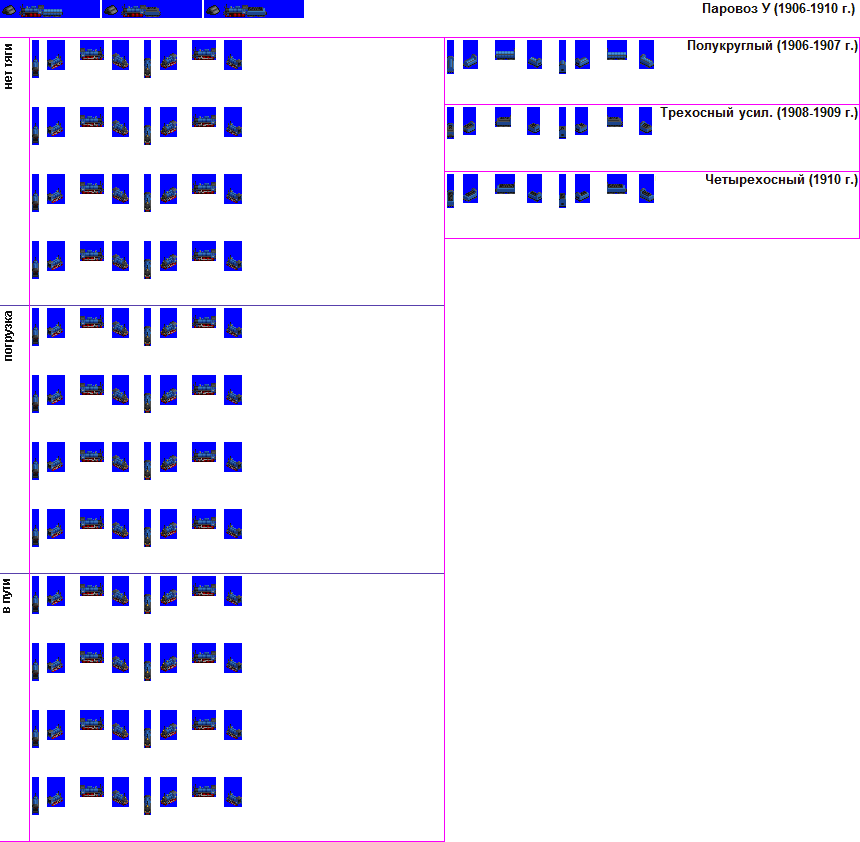 Паровоз У (1906-1910 г.)
нет тяги
Полукруглый (1906-1907 г.)
Трехосный усил. (1908-1909 г.)
Четырехосный (1910 г.)
погрузка
в пути